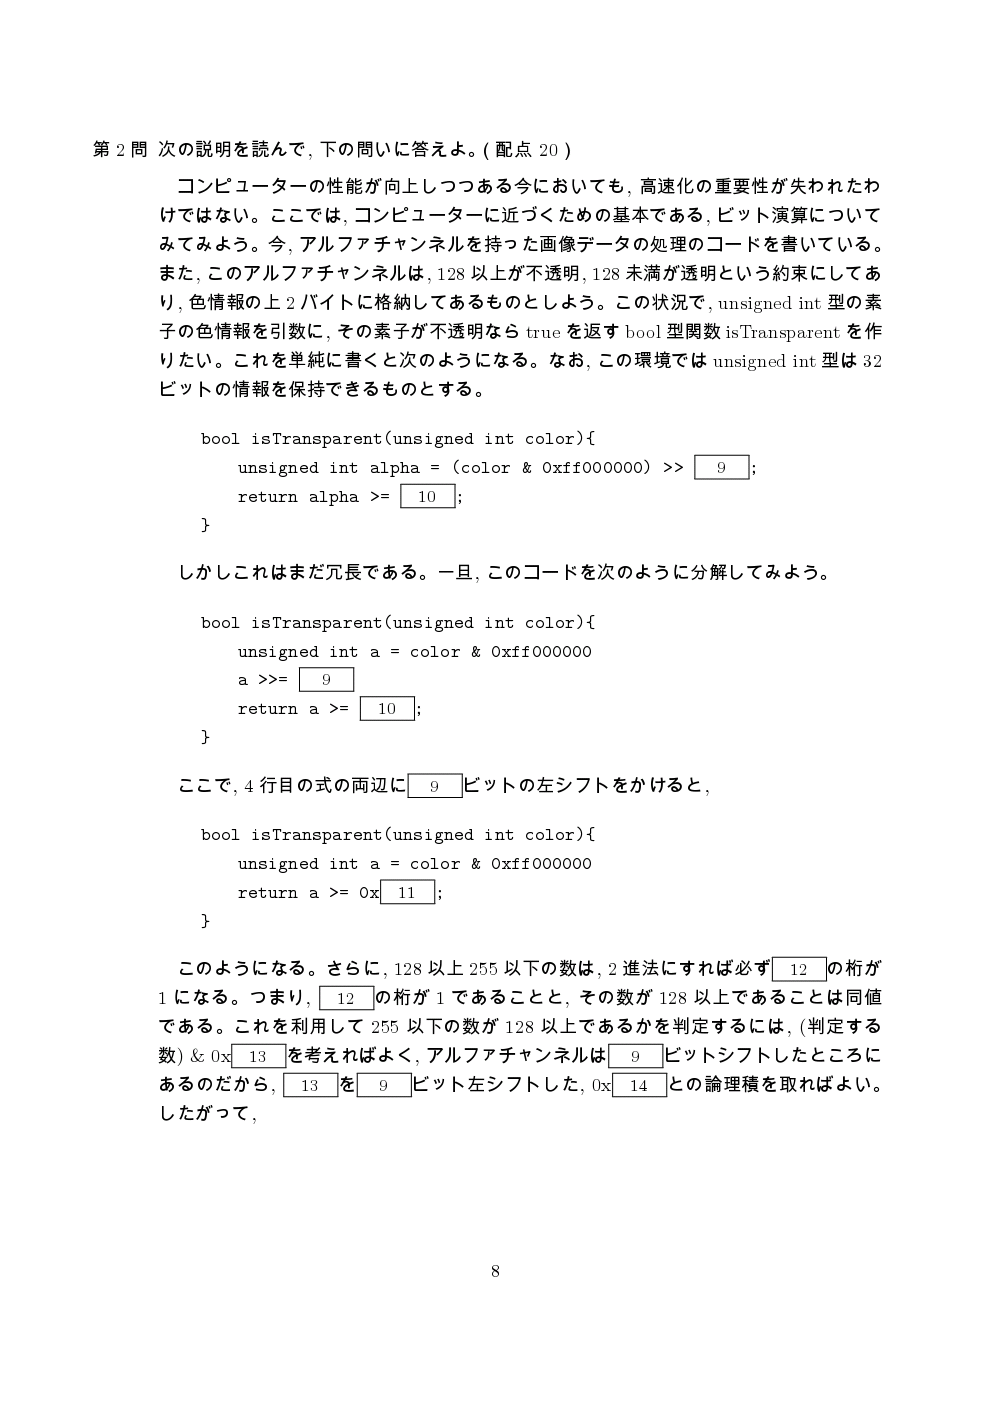 第 2 問 次の説明を読んで, 下の問いに答えよ。( 配点 20 )
コンピューターの性能が向上しつつある今においても, 高速化の重要性が失われたわ
けではない。ここでは, コンピューターに近づくための基本である, ビット演算について
みてみよう。今, アルファチャンネルを持った画像データの処理のコードを書いている。
また, このアルファチャンネルは, 128 以上が不透明, 128 未満が透明という約束にしてあ
り, 色情報の上 2 バイトに格納してあるものとしよう。この状況で, unsigned int 型の素
子の色情報を引数に, その素子が不透明なら true を返す bool 型関数 isTransparent を作
りたい。これを単純に書くと次のようになる。なお, この環境では unsigned int 型は 32
ビットの情報を保持できるものとする。
bool isTransparent(unsigned int color){
unsigned int alpha = (color & 0xff000000) >> 9 ;
return alpha >= 10 ;
}
しかしこれはまだ冗長である。一旦, このコードを次のように分解してみよう。
bool isTransparent(unsigned int color){
unsigned int a = color & 0xff000000
a >>= 9
return a >= 10 ;
}
ここで, 4 行目の式の両辺に 9 ビットの左シフトをかけると,
bool isTransparent(unsigned int color){
unsigned int a = color & 0xff000000
return a >= 0x 11 ;
}
このようになる。さらに, 128 以上 255 以下の数は, 2 進法にすれば必ず 12 の桁が
1 になる。つまり, 12 の桁が 1 であることと, その数が 128 以上であることは同値
である。これを利用して 255 以下の数が 128 以上であるかを判定するには, (判定する
数) & 0x 13 を考えればよく, アルファチャンネルは 9 ビットシフトしたところに
あるのだから, 13 を 9 ビット左シフトした, 0x 14 との論理積を取ればよい。
したがって,
8